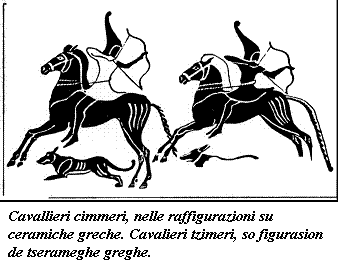 Cavallieri cimmeri, nelle raffigurazioni su
ceramiche greche. Cavalieri tzimeri, so figurasion
de tserameghe greghe.